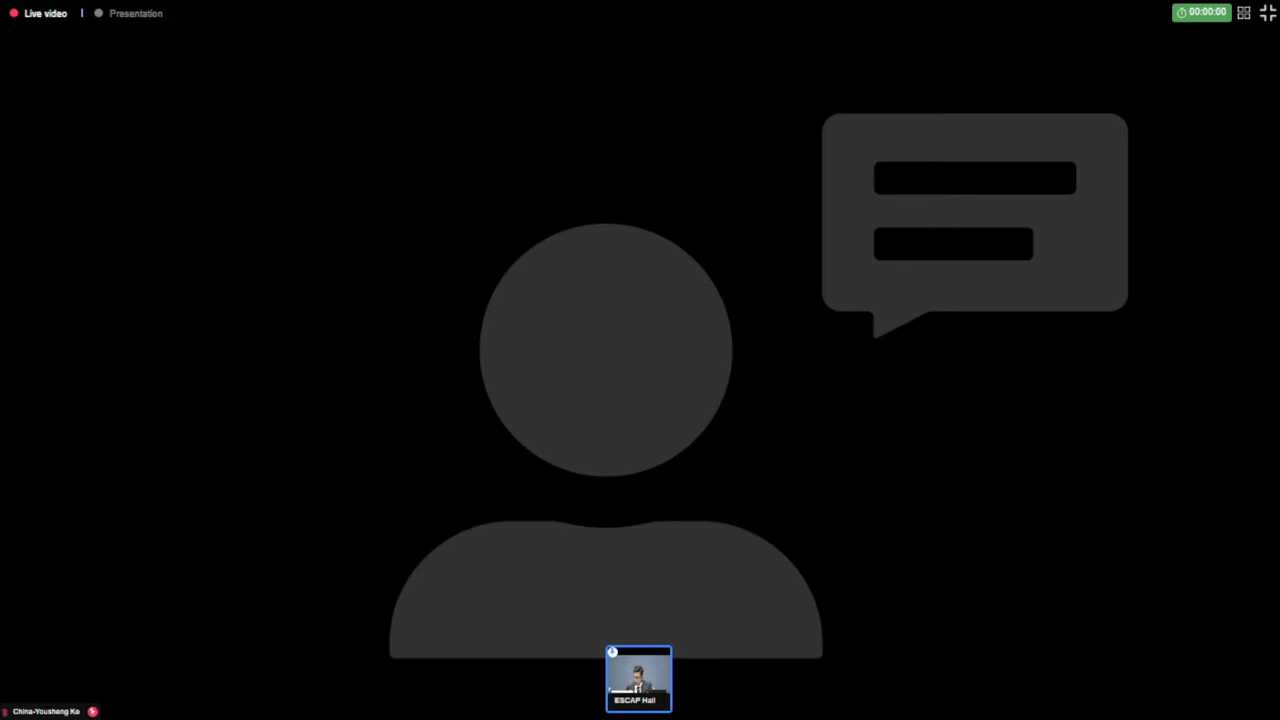 Live video
Presentation
00:00:00
ESCAP Hall
China-Yousheng Ke